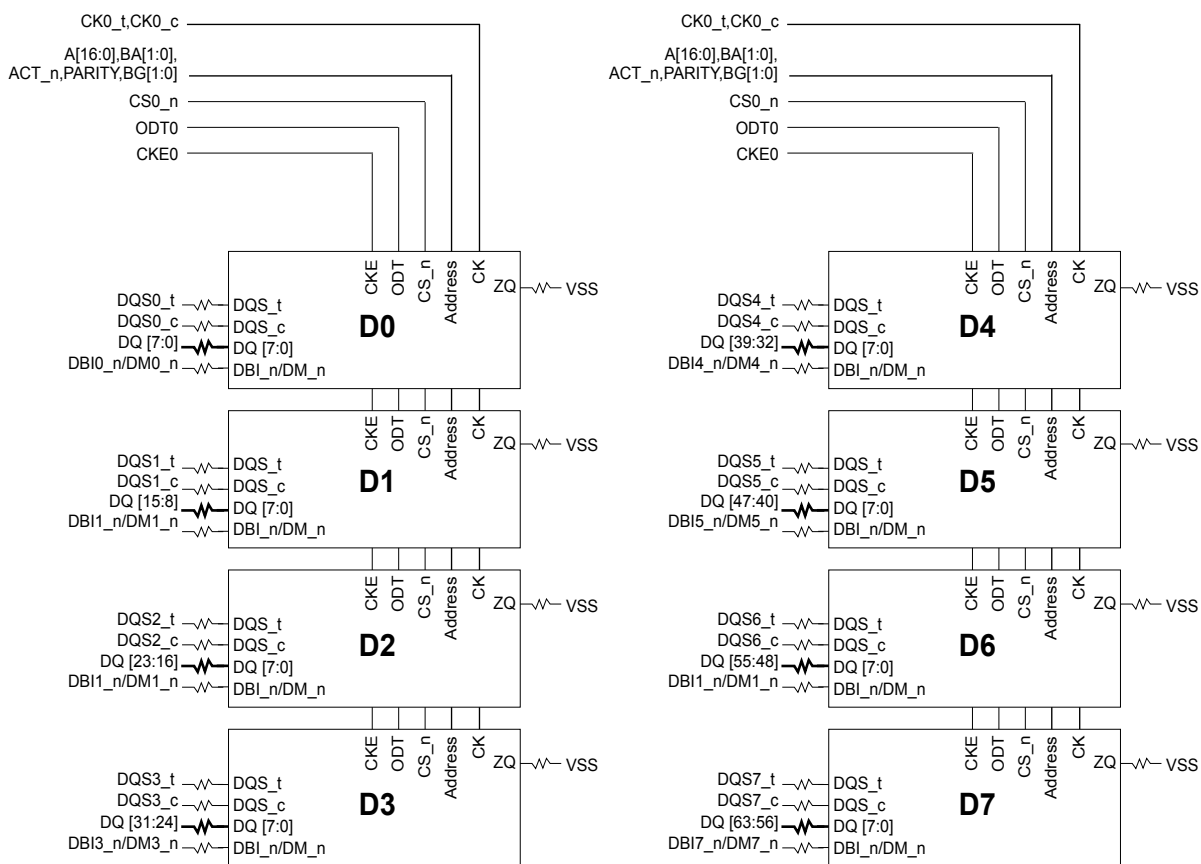 CK0_t,CK0_c
A[16:0],BA[1:0],
ACT_n,PARITY,BG[1:0]
CS0_n
ODT0
CKE0
CKE
ODT
CS_n
Address
CK
ZQ
VSS
DQS0_t
DQS_t
DQS0_c
DQS_c
D0
DQ [7:0]
DQ [7:0]
DBI0_n/DM0_n
DBI_n/DM_n
CKE
ODT
CS_n
Address
CK
ZQ
VSS
DQS1_t
DQS_t
DQS1_c
DQS_c
D1
DQ [15:8]
DQ [7:0]
DBI1_n/DM1_n
DBI_n/DM_n
CKE
ODT
CS_n
Address
CK
ZQ
VSS
DQS2_t
DQS_t
DQS2_c
DQS_c
D2
DQ [23:16]
DQ [7:0]
DBI1_n/DM1_n
DBI_n/DM_n
CKE
ODT
CS_n
Address
CK
ZQ
VSS
DQS3_t
DQS_t
DQS3_c
DQS_c
D3
DQ [31:24]
DQ [7:0]
DBI3_n/DM3_n
DBI_n/DM_n
CK0_t,CK0_c
A[16:0],BA[1:0],
ACT_n,PARITY,BG[1:0]
CS0_n
ODT0
CKE0
CKE
ODT
CS_n
Address
CK
ZQ
VSS
DQS4_t
DQS_t
DQS4_c
DQS_c
D4
DQ [39:32]
DQ [7:0]
DBI4_n/DM4_n
DBI_n/DM_n
CKE
ODT
CS_n
Address
CK
ZQ
VSS
DQS5_t
DQS_t
DQS5_c
DQS_c
D5
DQ [47:40]
DQ [7:0]
DBI5_n/DM5_n
DBI_n/DM_n
CKE
ODT
CS_n
Address
CK
ZQ
VSS
DQS6_t
DQS_t
DQS6_c
DQS_c
D6
DQ [55:48]
DQ [7:0]
DBI1_n/DM1_n
DBI_n/DM_n
CKE
ODT
CS_n
Address
CK
ZQ
VSS
DQS7_t
DQS_t
DQS7_c
DQS_c
D7
DQ [63:56]
DQ [7:0]
DBI7_n/DM7_n
DBI_n/DM_n